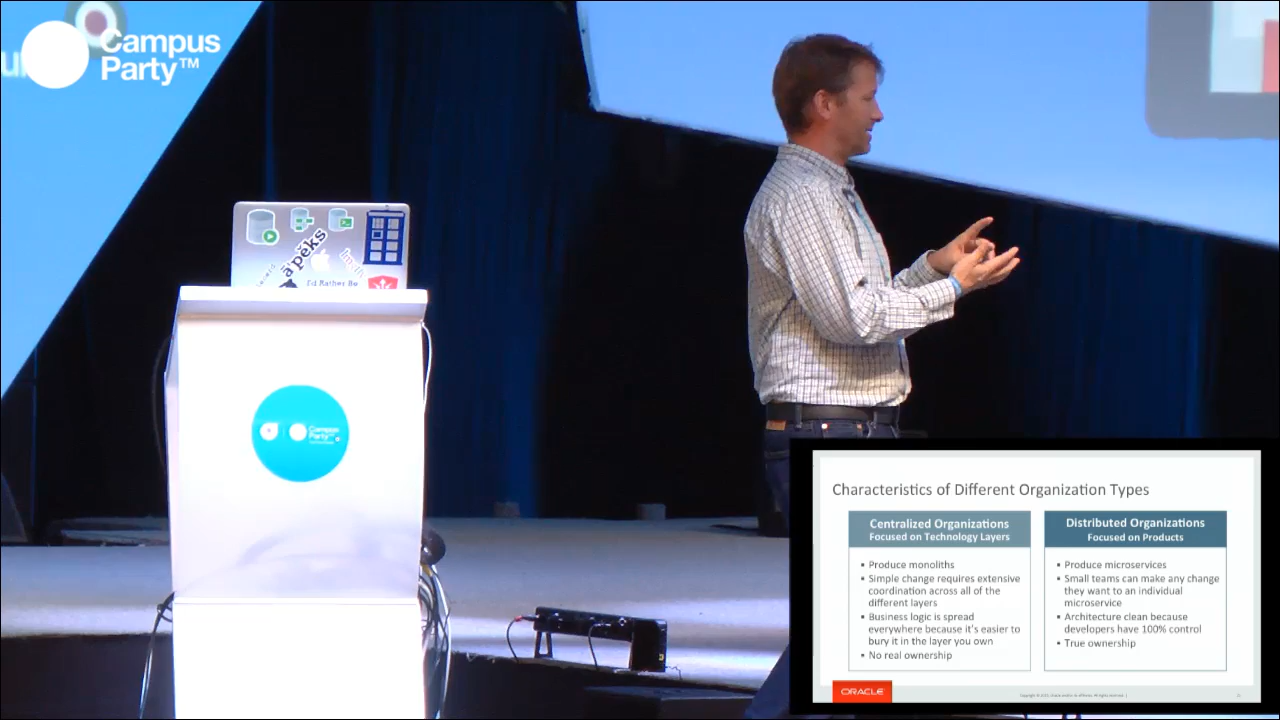 Campus
Party™
apeks
I'd Rather Be
Campus
Party™
Characteristics of Different Organization Types
Centralized Organizations
Focused on Technology Layers
▪ Produce monoliths
▪ Simple change requires extensive
coordination across all of the
different layers
▪ Business logic is spread
everywhere because it's easier to
bury it in the layer you own
▪ No real ownership
Distributed Organizations
Focused on Products
▪ Produce microservices
▪ Small teams can make any change
they want to an individual
microservice
▪ Architecture clean because
developers have 100% control
▪ True ownership
ORACLE